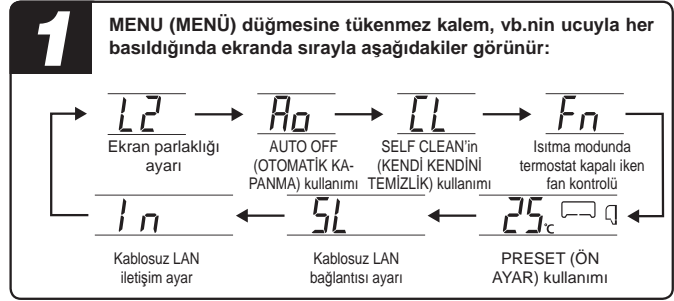 1
MENU (MENÜ) düğmesine tükenmez kalem, vb.nin ucuyla her
basıldığında ekranda sırayla aşağıdakiler görünür:
L2
Ekran parlaklığı
ayarı
Ao
AUTO OFF
(OTOMATİK KA-
PANMA) kullanımı
CL
SELF CLEAN'in
(KENDİ KENDİNİ
TEMİZLİK) kullanımı
Fn
Isıtma modunda
termostat kapalı iken
fan kontrolü
In
Kablosuz LAN
iletişim ayar
SL
Kablosuz LAN
bağlantısı ayarı
25°C
PRESET (ÖN
AYAR) kullanımı